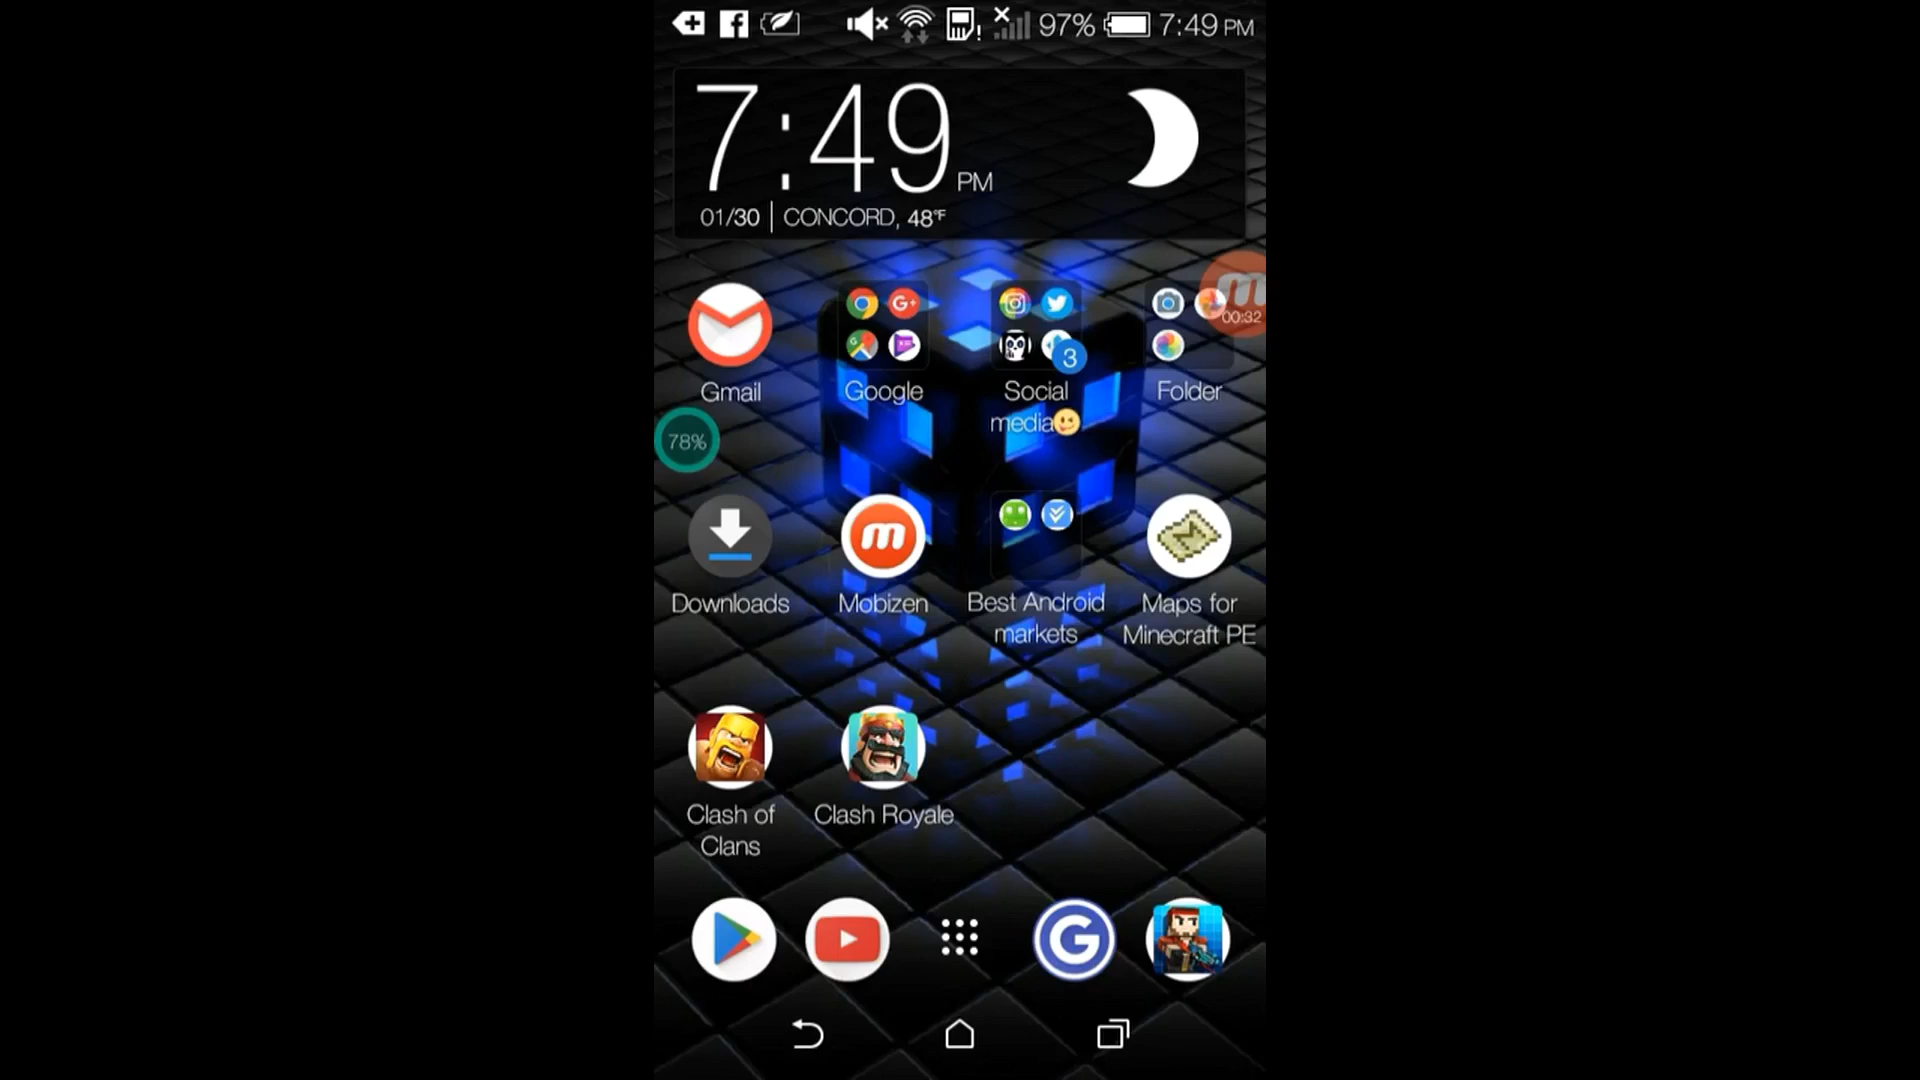 97% 7:49 PM
7:49 PM
01/30 | CONCORD, 48°F
00:32
3
Gmail
Google
Social
media😉
Folder
78%
Downloads
Mobizen
Best Android
markets
Maps for
Minecraft PE
Clash of
Clans
Clash Royale